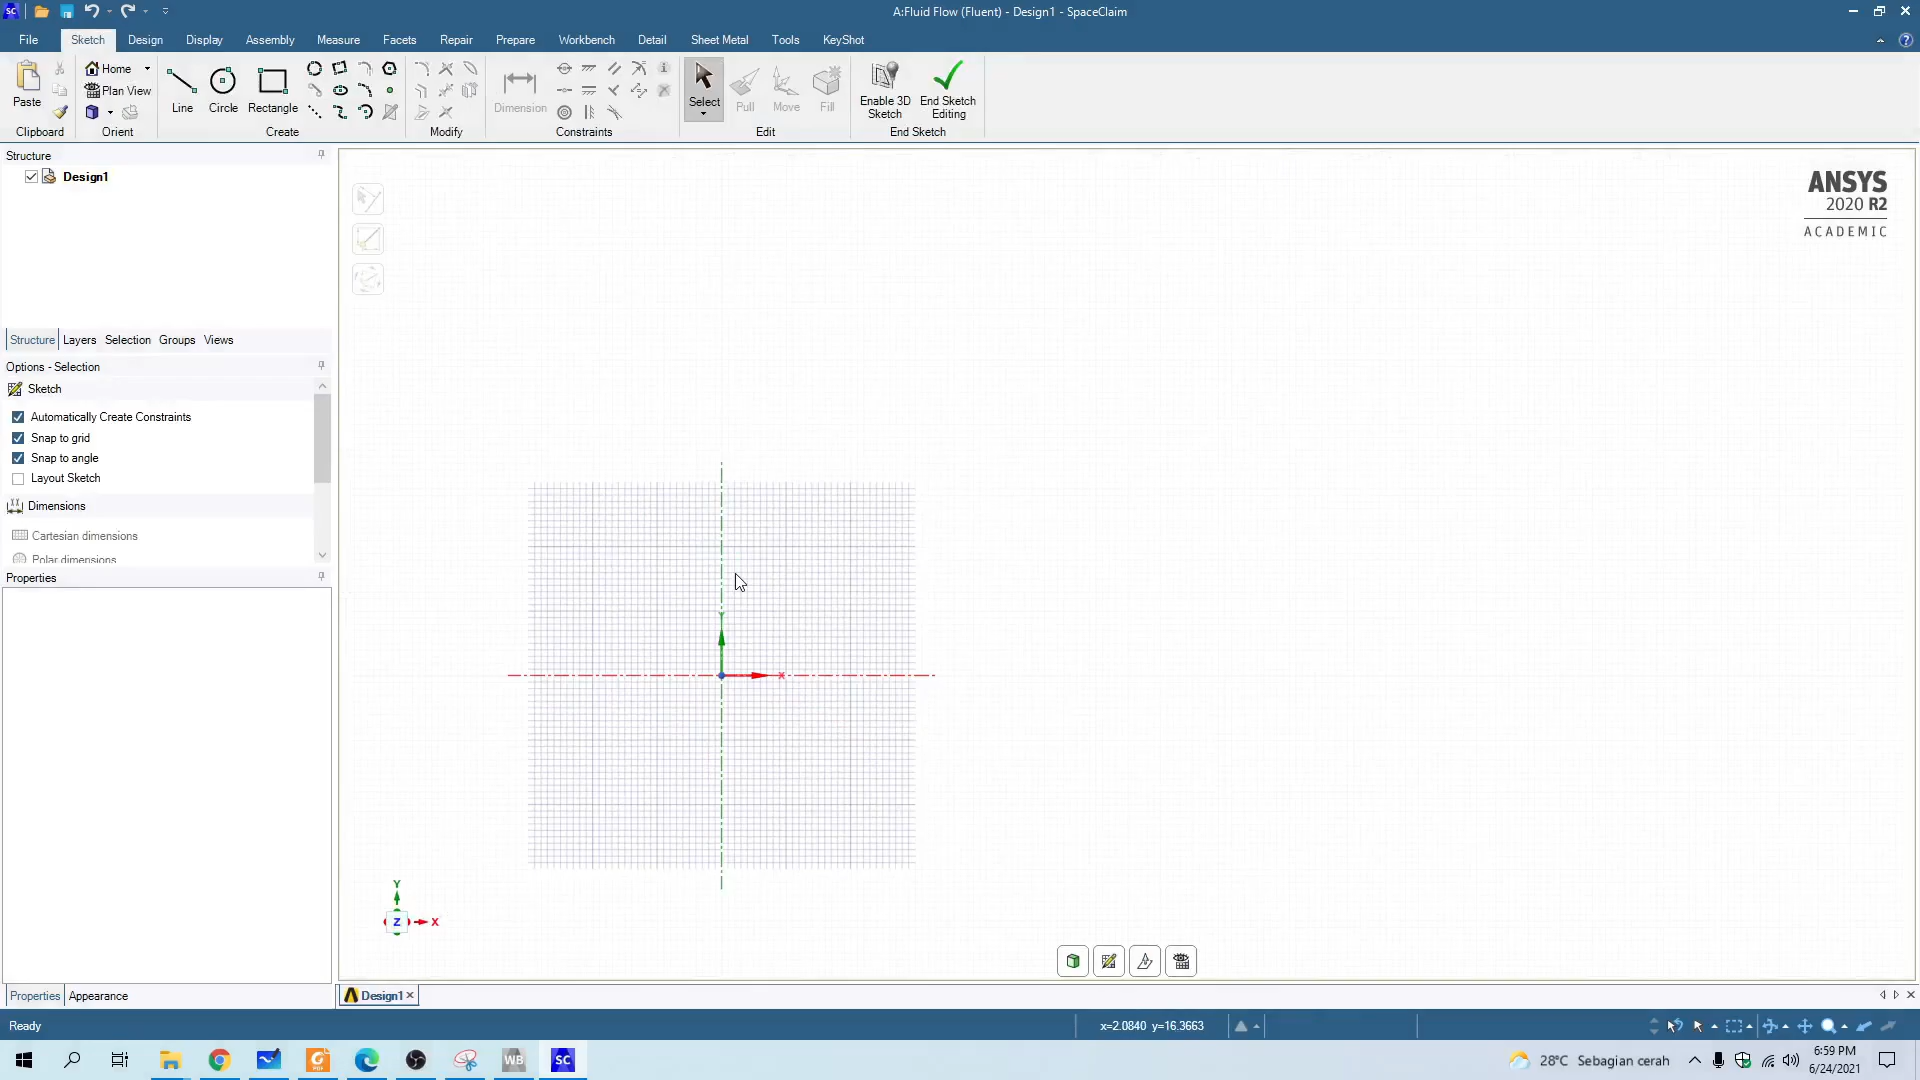 A:Fluid Flow (Fluent) - Design1 - SpaceClaim
File Sketch Design Display Assembly Measure Facets Repair Prepare Workbench Detail Sheet Metal Tools KeyShot
Paste
Clipboard
Home
Plan View
Orient
Line Circle Rectangle
Create
Modify
Dimension
Constraints
Select Pull Move Fill
Edit
Enable 3D Sketch
End Sketch Editing
End Sketch
Structure
Design1
Structure Layers Selection Groups Views
Options - Selection
Sketch
Automatically Create Constraints
Snap to grid
Snap to angle
Layout Sketch
Dimensions
Cartesian dimensions
Polar dimensions
Properties
Properties Appearance
ANSYS
2020 R2
ACADEMIC
Y
X
Y
Z
X
Design1
Ready
x=2.0840 y=16.3663
WB
SC
28°C Sebagian cerah
6:59 PM
6/24/2021